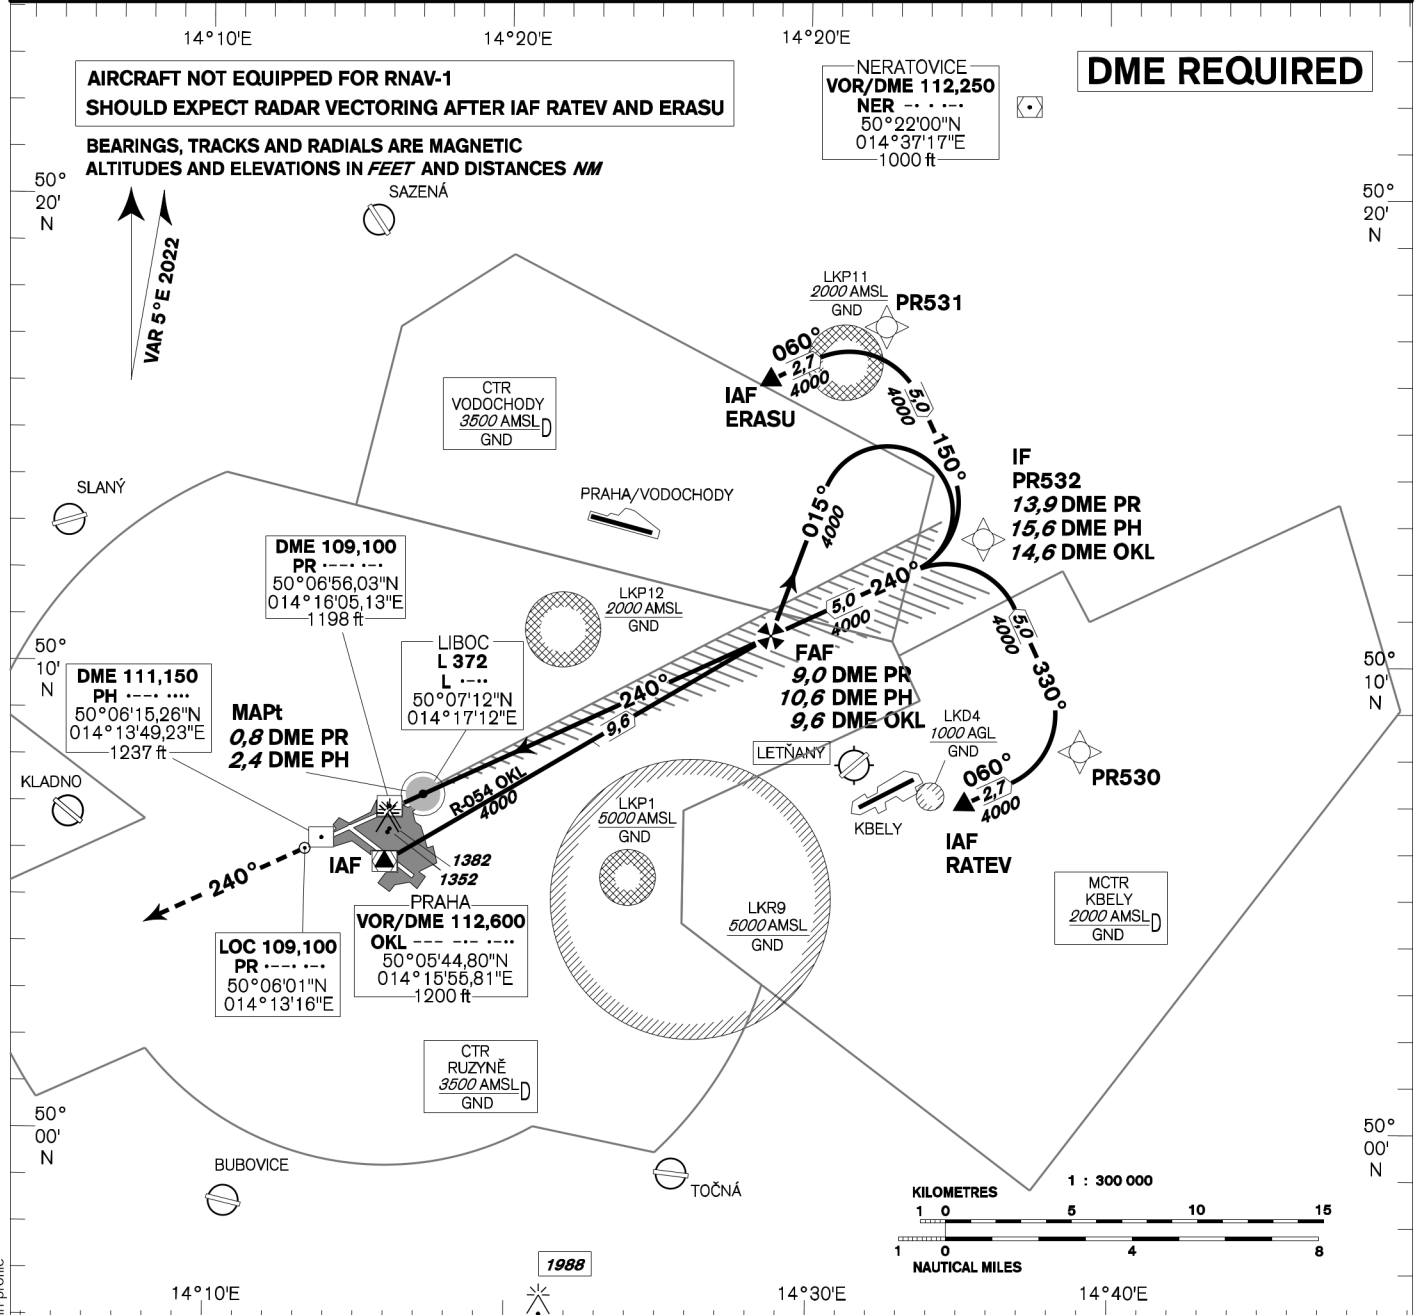 14°10'E
14°20'E
14°20'E
AIRCRAFT NOT EQUIPPED FOR RNAV-1
SHOULD EXPECT RADAR VECTORING AFTER IAF RATEV AND ERASU
BEARINGS, TRACKS AND RADIALS ARE MAGNETIC
ALTITUDES AND ELEVATIONS IN FEET AND DISTANCES NM
NERATOVICE
VOR/DME 112,250
NER –· · ·–·
50°22'00"N
014°37'17"E
1000 ft
DME REQUIRED
50°
20'
N
50°
20'
N
VAR 5°E 2022
SAZENÁ
LKP11
2000 AMSL
GND
PR531
060°
2,7
4000
IAF
ERASU
5,0
4000
150°
CTR
VODOCHODY
3500 AMSL
GND
D
IF
PR532
13,9 DME PR
15,6 DME PH
14,6 DME OKL
SLANÝ
PRAHA/VODOCHODY
015°
4000
DME 109,100
PR ·––· ·–·
50°06'56,03"N
014°16'05,13"E
1198 ft
LKP12
2000 AMSL
GND
240°
5,0
4000
5,0
4000
330°
LIBOC
L 372
L ·–··
50°07'12"N
014°17'12"E
50°
10'
N
50°
10'
N
DME 111,150
PH ·––· ····
50°06'15,26"N
014°13'49,23"E
1237 ft
MAPt
0,8 DME PR
2,4 DME PH
240°
9,6
FAF
9,0 DME PR
10,6 DME PH
9,6 DME OKL
LKD4
1000 AGL
GND
LETŇANY
KBELY
060°
2,7
4000
PR530
IAF
RATEV
KLADNO
R-054 OKL
4000
LKP1
5000 AMSL
GND
IAF
1382
1352
240°
PRAHA
VOR/DME 112,600
OKL ––– –·– ·–··
50°05'44,80"N
014°15'55,81"E
1200 ft
LKR9
5000 AMSL
GND
MCTR
KBELY
2000 AMSL
GND
D
LOC 109,100
PR ·––· ·–·
50°06'01"N
014°13'16"E
CTR
RUZYNĚ
3500 AMSL
GND
D
50°
00'
N
50°
00'
N
BUBOVICE
TOČNÁ
1 : 300 000
KILOMETRES
1 0 5 10 15
1 0 4 8
NAUTICAL MILES
1988
14°10'E
14°30'E
14°40'E